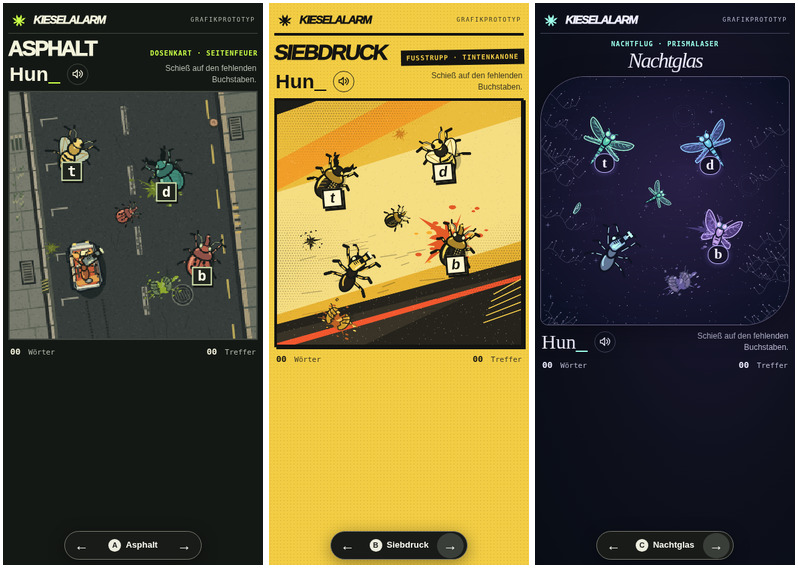 KIESELALARM
GRAFIKPROTOTYP
ASPHALT
DOSENKART · SEITENFEUER
Hun_
Schieß auf den fehlenden
Buchstaben.
t
d
b
00 Wörter
00 Treffer
← A Asphalt →
KIESELALARM
GRAFIKPROTOTYP
SIEBDRUCK
FUSSTRUPP · TINTENKANONE
Hun_
Schieß auf den fehlenden
Buchstaben.
d
t
b
00 Wörter
00 Treffer
← B Siebdruck →
KIESELALARM
GRAFIKPROTOTYP
NACHTFLUG · PRISMALASER
Nachtglas
t
d
b
Hun_
Schieß auf den fehlenden
Buchstaben.
00 Wörter
00 Treffer
← C Nachtglas →